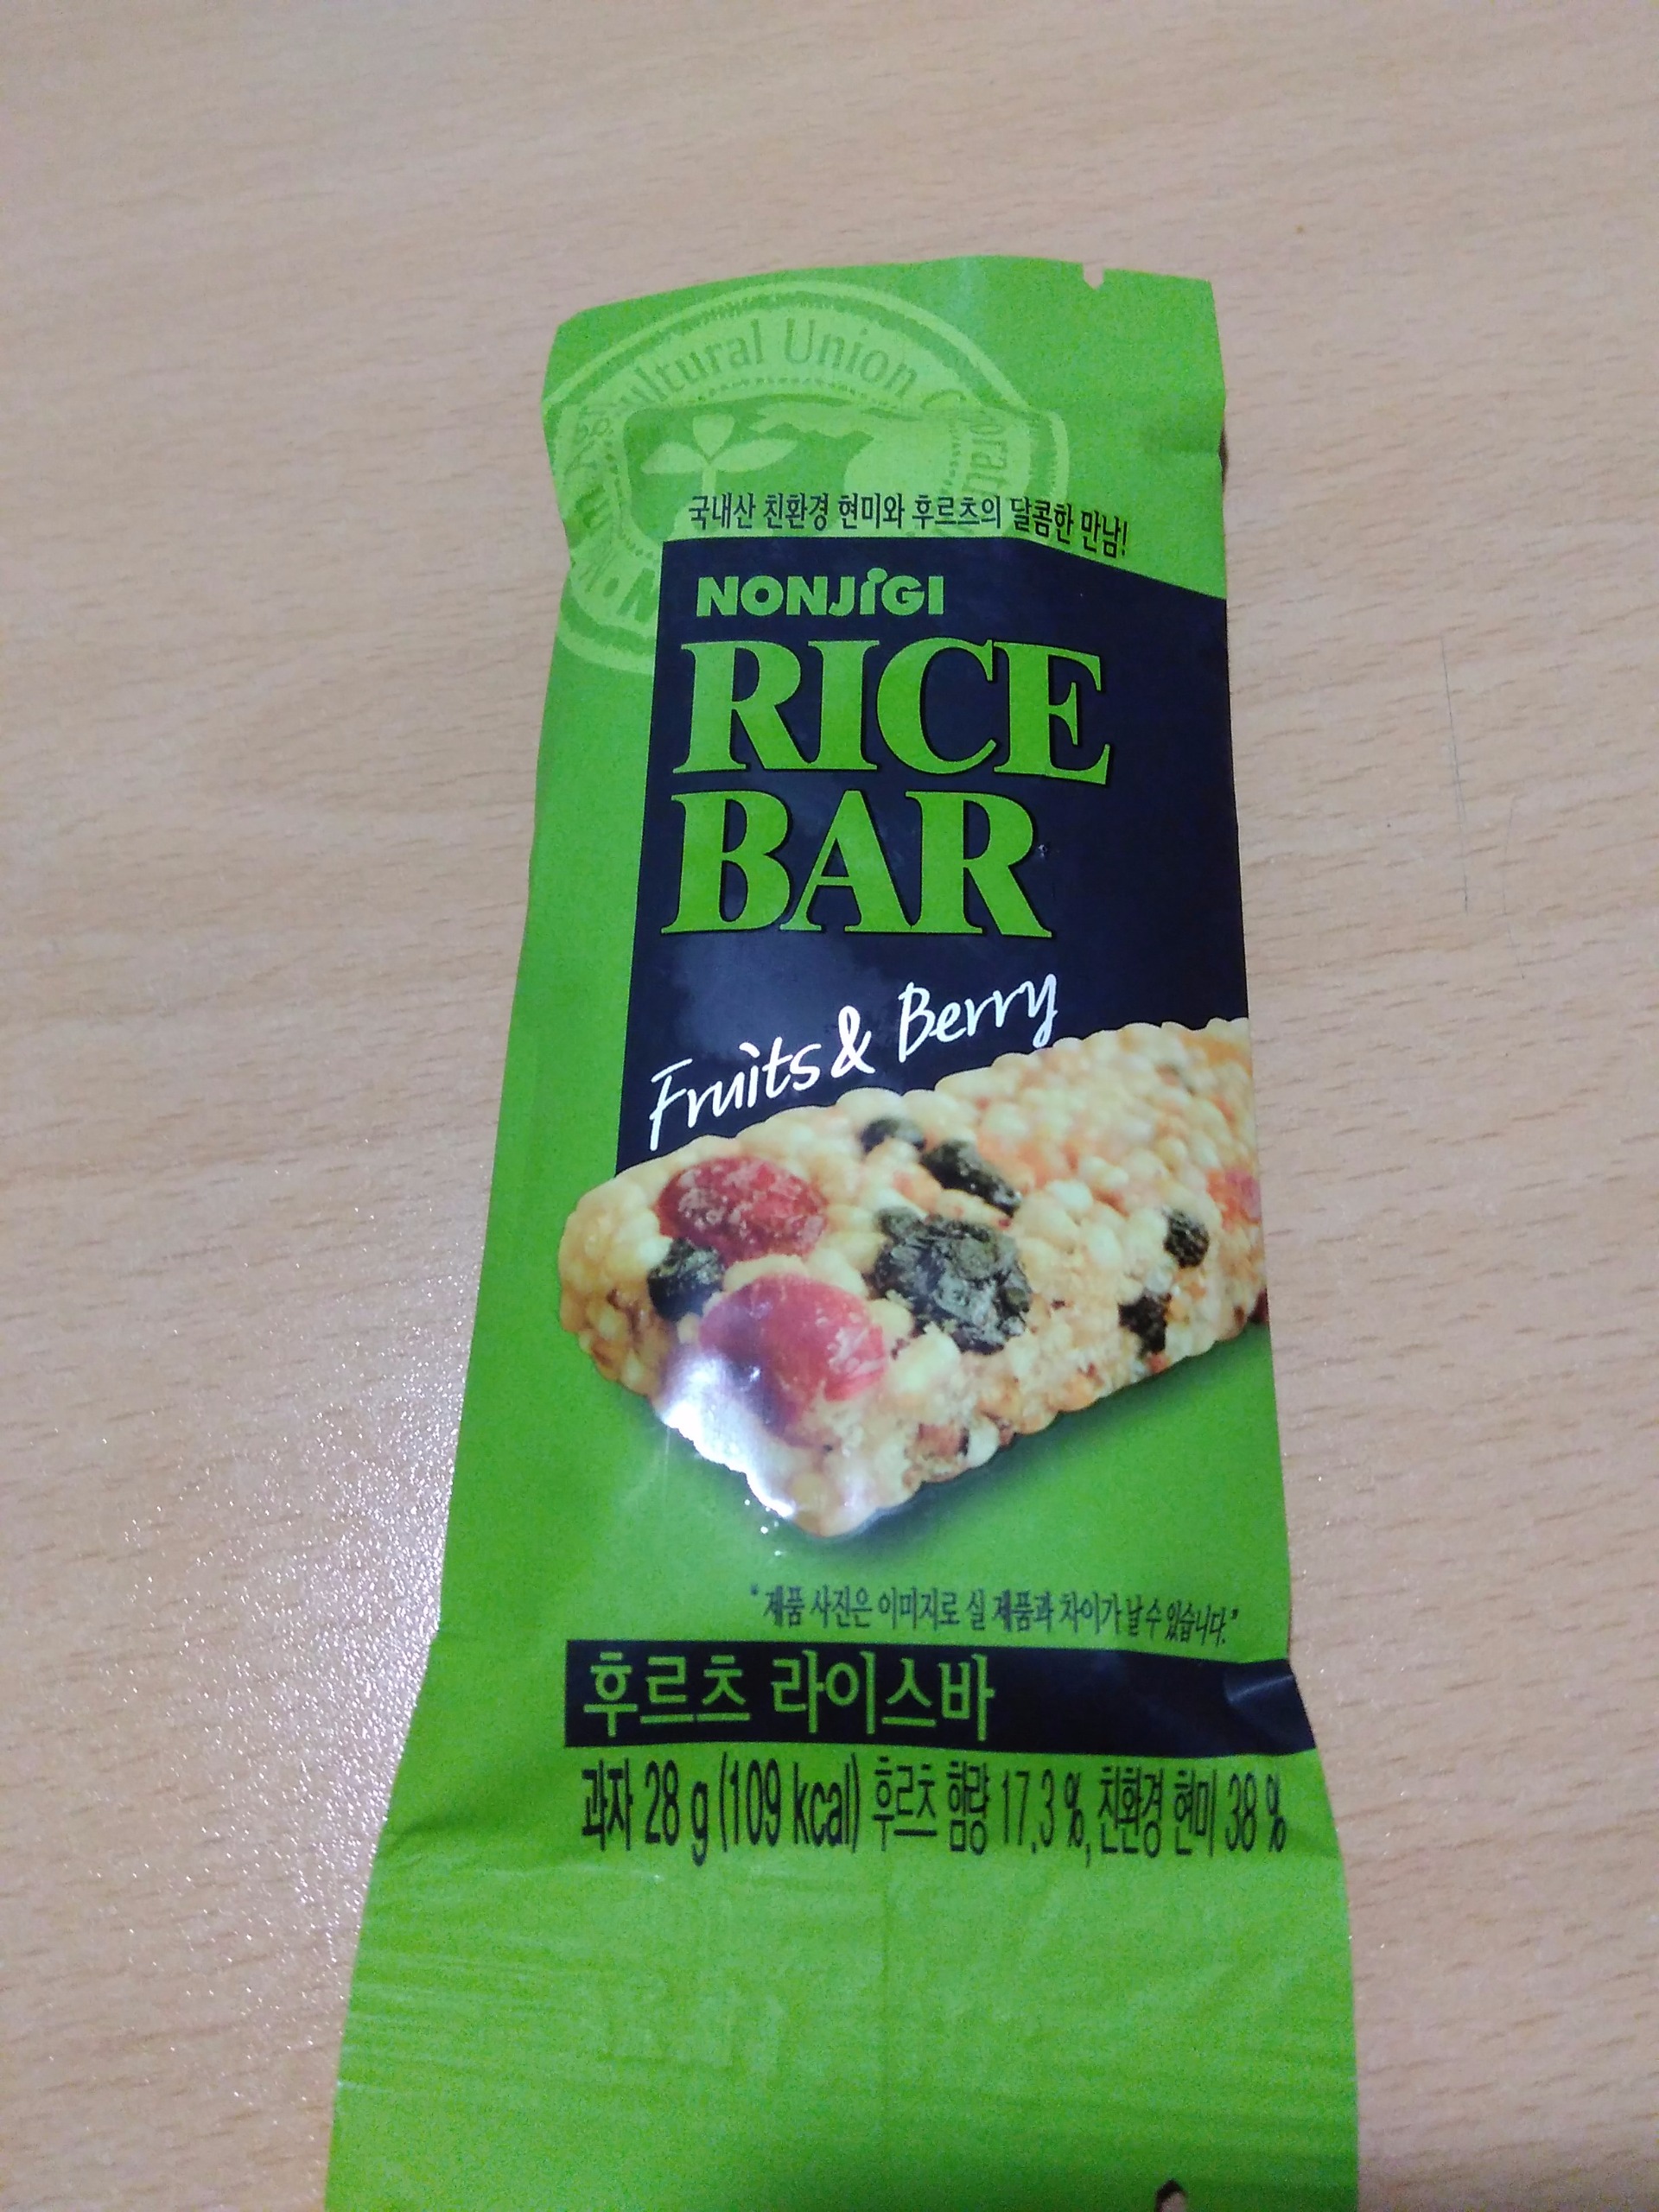 Union
국내산 친환경 현미와 후르츠의 달콤한 만남!
NONJiGI
RICE
BAR
Fruits & Berry
"제품 사진은 이미지로 실 제품과 차이가 날 수 있습니다."
후르츠 라이스바
과자 28 g (109 kcal) 후르츠 함량 17.3 %, 친환경 현미 38 %